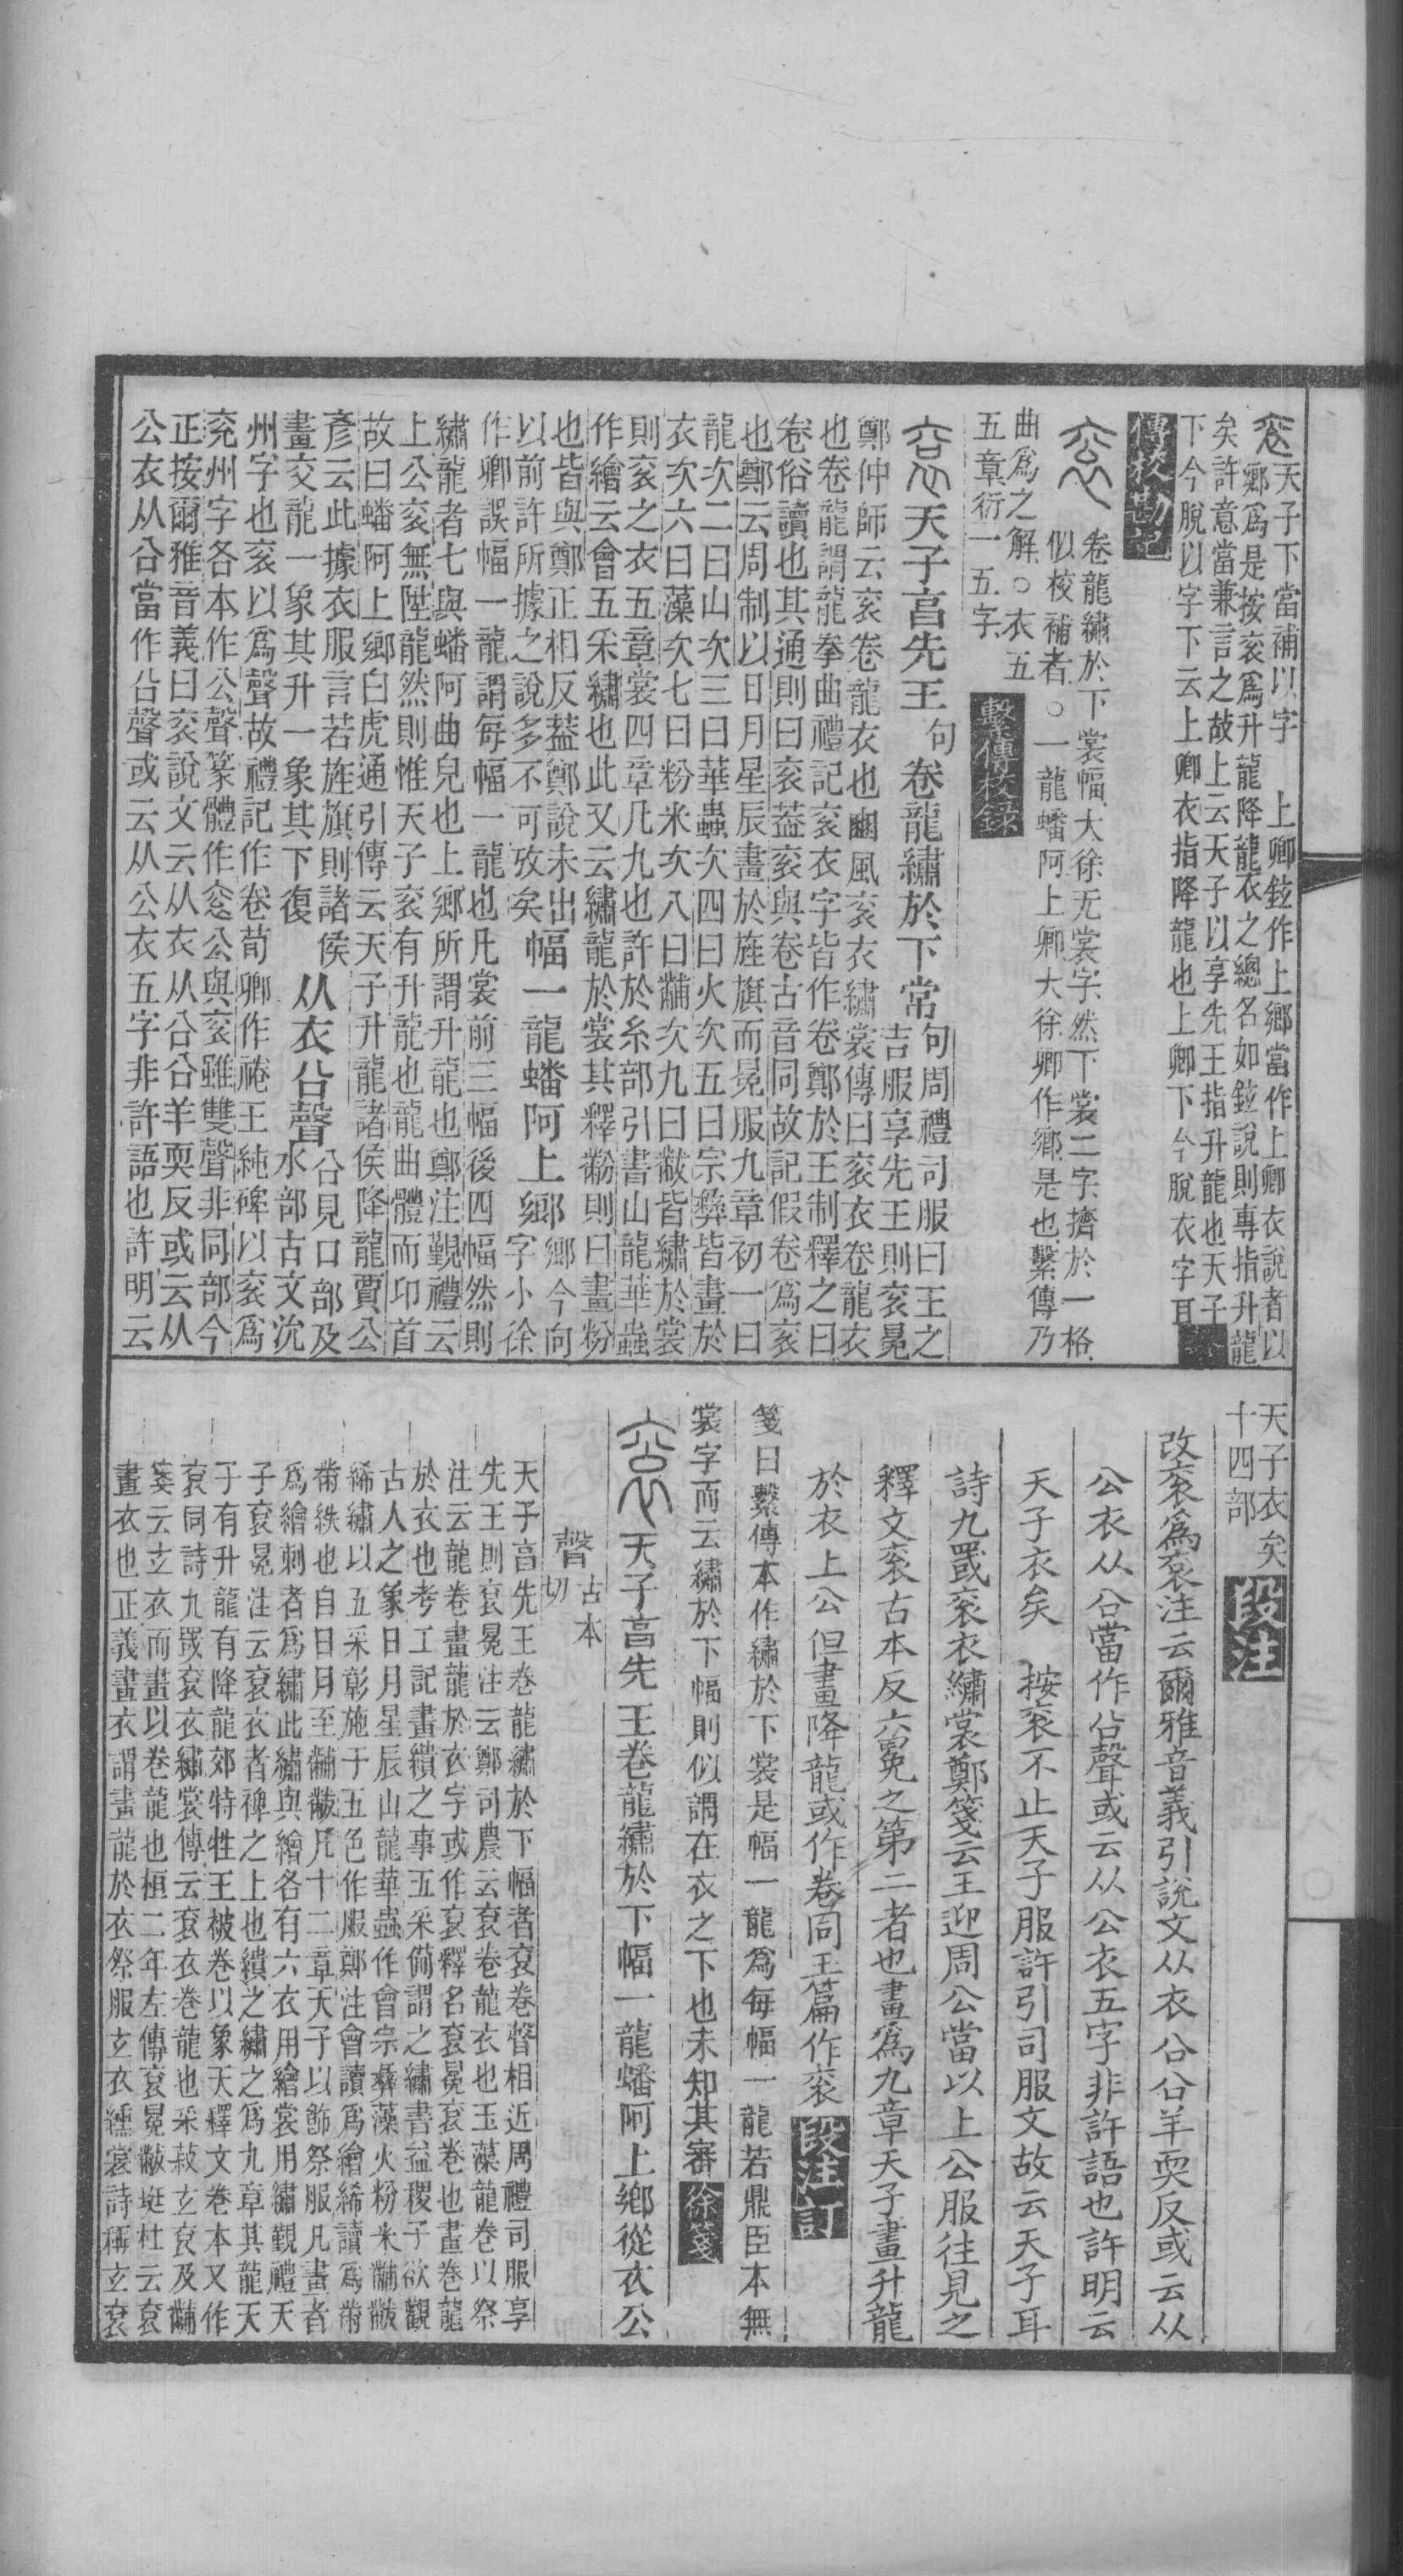 天子下當補以字　上卿鉉作上鄉當作上卿衣說者以
鄉爲是按衮爲升龍降龍衣之總名如鉉說則專指升龍
矣許意當兼言之故上云天子以享先王指升龍也天子
下今脫以字下云上卿衣指降龍也上卿下今脫衣字耳
傳校勘記
卷龍繡於下裳幅大徐无裳字然下裳二字擠於一格
似校補者○一龍蟠阿上卿大徐卿作鄉是也繫傳乃
曲爲之解○衣五
五章衍一五字
繫傳校錄
天子亯先王句卷龍繡於下常句周禮司服曰王之
吉服享先王則衮冕
鄭仲師云衮卷龍衣也豳風衮衣繡裳傳曰衮衣卷龍衣
也卷龍謂龍拳曲禮記衮衣字皆作卷鄭於王制釋之曰
卷俗讀也其通則曰衮葢衮與卷古音同故記假卷爲衮
也鄭云周制以日月星辰畫於旌旗而冕服九章初一曰
龍次二曰山次三曰華蟲次四曰火次五曰宗彝皆畫於
衣次六曰藻次七曰粉米次八曰黼次九曰黻皆繡於裳
則衮之衣五章裳四章凡九也許於糸部引書山龍華蟲
作繪云會五采繡也此又云繡龍於裳其釋黺則曰畫粉
也皆與鄭正相反葢鄭說未出
以前許所據之說多不可攷矣
幅一龍蟠阿上鄉鄉今向
字小徐
作卿誤幅一龍謂每幅一龍也凡裳前三幅後四幅然則
繡龍者七與蟠阿曲皃也上鄉所謂升龍也鄭注覲禮云
上公衮無陞龍然則惟天子衮有升龍也龍曲體而卬首
故曰蟠阿上鄉白虎通引傳云天子升龍諸侯降龍賈公
彥云此據衣服言若旌旗則諸侯
畫交龍一象其升一象其下復
从衣㕣聲㕣見口部及
水部古文沇
州字也衮以爲聲故禮記作卷荀卿作裷王純碑以衮爲
兖州字各本作公聲篆體作衮公與衮雖雙聲非同部今
正按爾雅音義曰衮說文云从衣从㕣㕣羊耎反或云从
公衣从㕣當作㕣聲或云从公衣五字非許語也許明云
天子衣矣
十四部
段注
改衮爲袞注云爾雅音義引說文从衣㕣㕣羊耎反或云从
公衣从㕣當作㕣聲或云从公衣五字非許語也許明云
天子衣矣　按衮不止天子服許引司服文故云天子耳
詩九罭衮衣繡裳鄭箋云王迎周公當以上公服往見之
釋文衮古本反六冕之第二者也畫爲九章天子畫升龍
於衣上公但畫降龍或作卷同玉篇作衮
段注訂
箋曰繫傳本作繡於下裳是幅一龍爲每幅一龍若鼎臣本無
裳字而云繡於下幅則似謂在衣之下也未知其審
徐箋
天子亯先王卷龍繡於下幅一龍蟠阿上鄉從衣公
聲古本
切
天子亯先王卷龍繡於下幅者袞卷聲相近周禮司服享
先王則袞冕注云鄭司農云袞卷龍衣也玉藻龍卷以祭
注云龍卷畫龍於衣字或作袞釋名袞冕袞卷也畫卷龍
於衣也考工記畫繢之事五采備謂之繡書益稷予欲觀
古人之象日月星辰山龍華蟲作會宗彝藻火粉米黼黻
絺繡以五采彰施于五色作服鄭注會讀爲繪絺讀爲黹
黹紩也自日月至黼黻凡十二章天子以飾祭服凡畫者
爲繪刺者爲繡此繡與繪各有六衣用繪裳用繡覲禮天
子袞冕注云袞衣者裨之上也繢之繡之爲九章其龍天
子有升龍有降龍郊特牲王被卷以象天釋文卷本又作
袞同詩九罭袞衣繡裳傳云袞衣卷龍也采菽玄袞及黼
箋云玄衣而畫以卷龍也桓二年左傳袞冕黻珽杜云袞
畫衣也正義畫衣謂畫龍於衣祭服玄衣纁裳詩稱玄袞